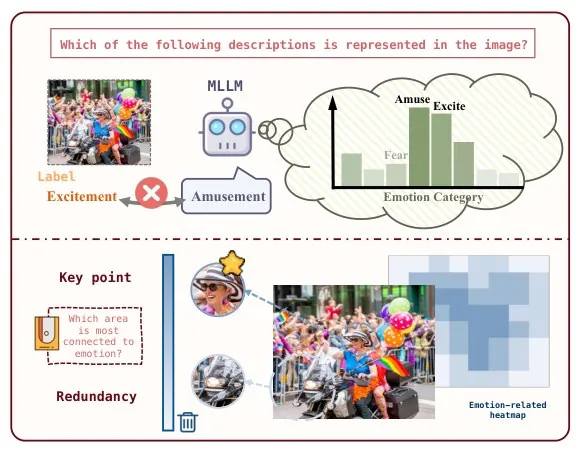 Which of the following descriptions is represented in the image?
MLLM
Amuse
Excite
Fear
Emotion Category
Label
Excitement
Amusement
Key point
Which area
is most
connected to
emotion?
Redundancy
Emotion-related
heatmap